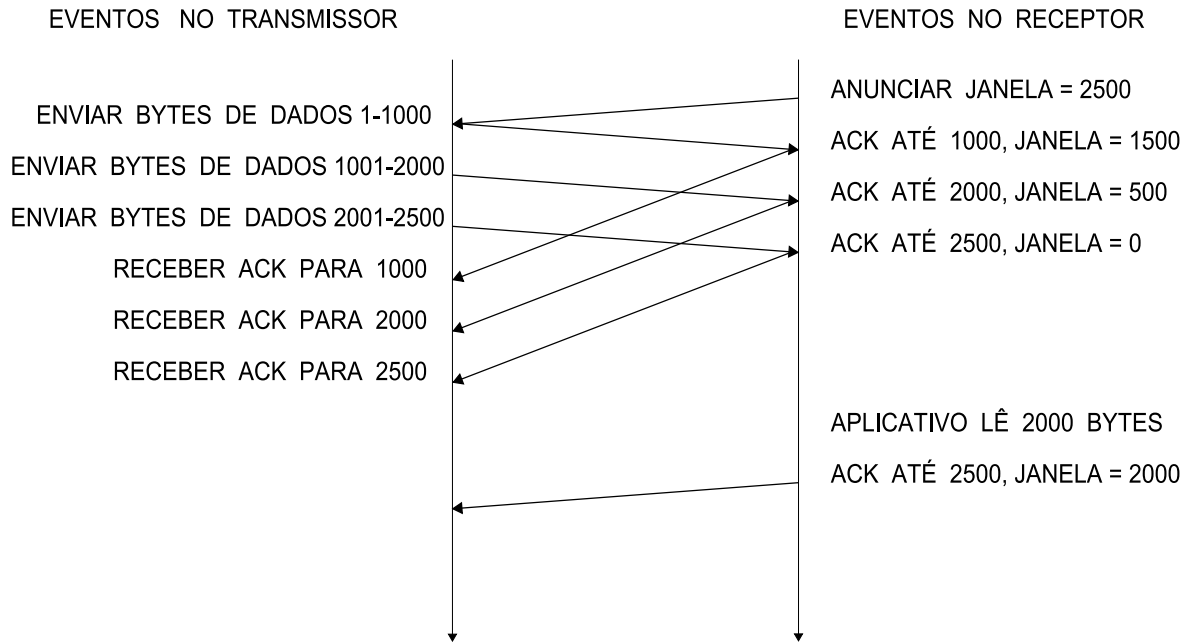 EVENTOS NO TRANSMISSOR
EVENTOS NO RECEPTOR
ANUNCIAR JANELA = 2500
ENVIAR BYTES DE DADOS 1-1000
ACK ATÉ 1000, JANELA = 1500
ENVIAR BYTES DE DADOS 1001-2000
ACK ATÉ 2000, JANELA = 500
ENVIAR BYTES DE DADOS 2001-2500
ACK ATÉ 2500, JANELA = 0
RECEBER ACK PARA 1000
RECEBER ACK PARA 2000
RECEBER ACK PARA 2500
APLICATIVO LÊ 2000 BYTES
ACK ATÉ 2500, JANELA = 2000